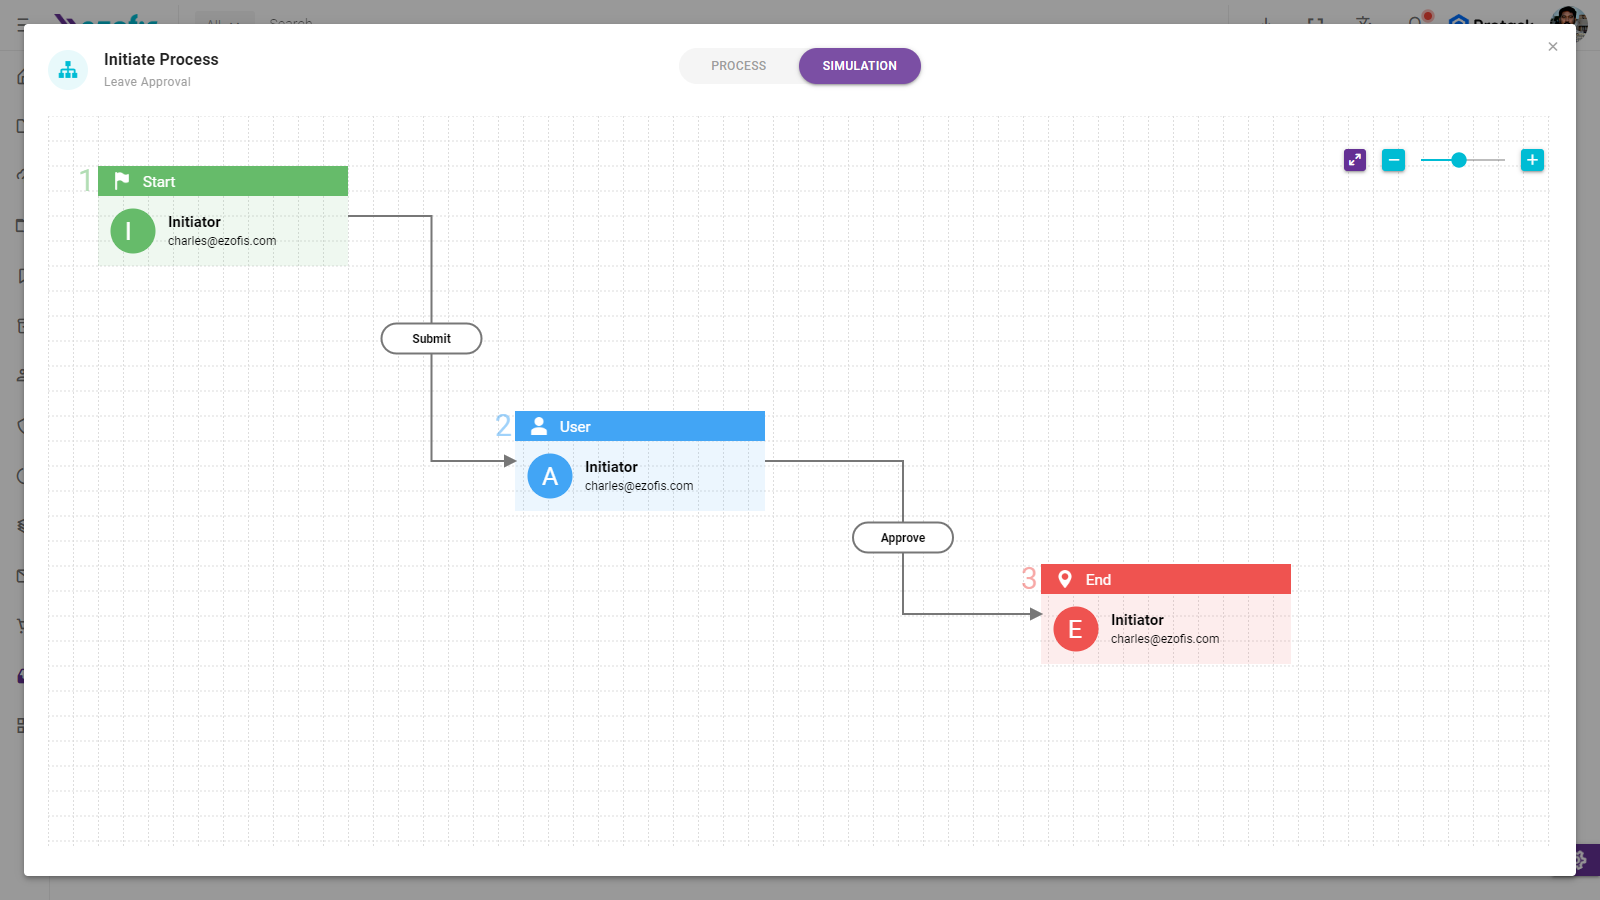 Initiate Process
Leave Approval
PROCESS
SIMULATION
1
Start
I
Initiator
charles@ezofis.com
Submit
2
User
A
Initiator
charles@ezofis.com
Approve
3
End
E
Initiator
charles@ezofis.com